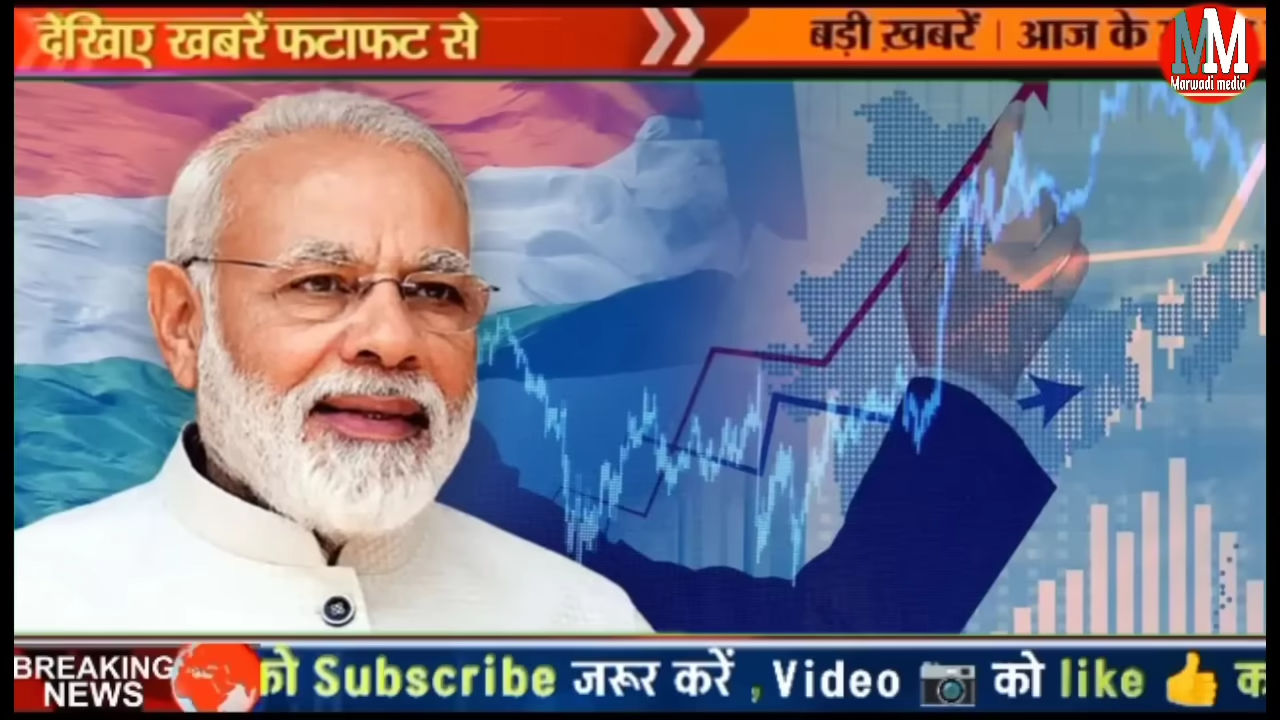 देखिए खबरें फटाफट से
बड़ी ख़बरें | आज के
MM
Marwadi media
BREAKING
NEWS
को Subscribe जरूर करें , Video 📷 को like 👍